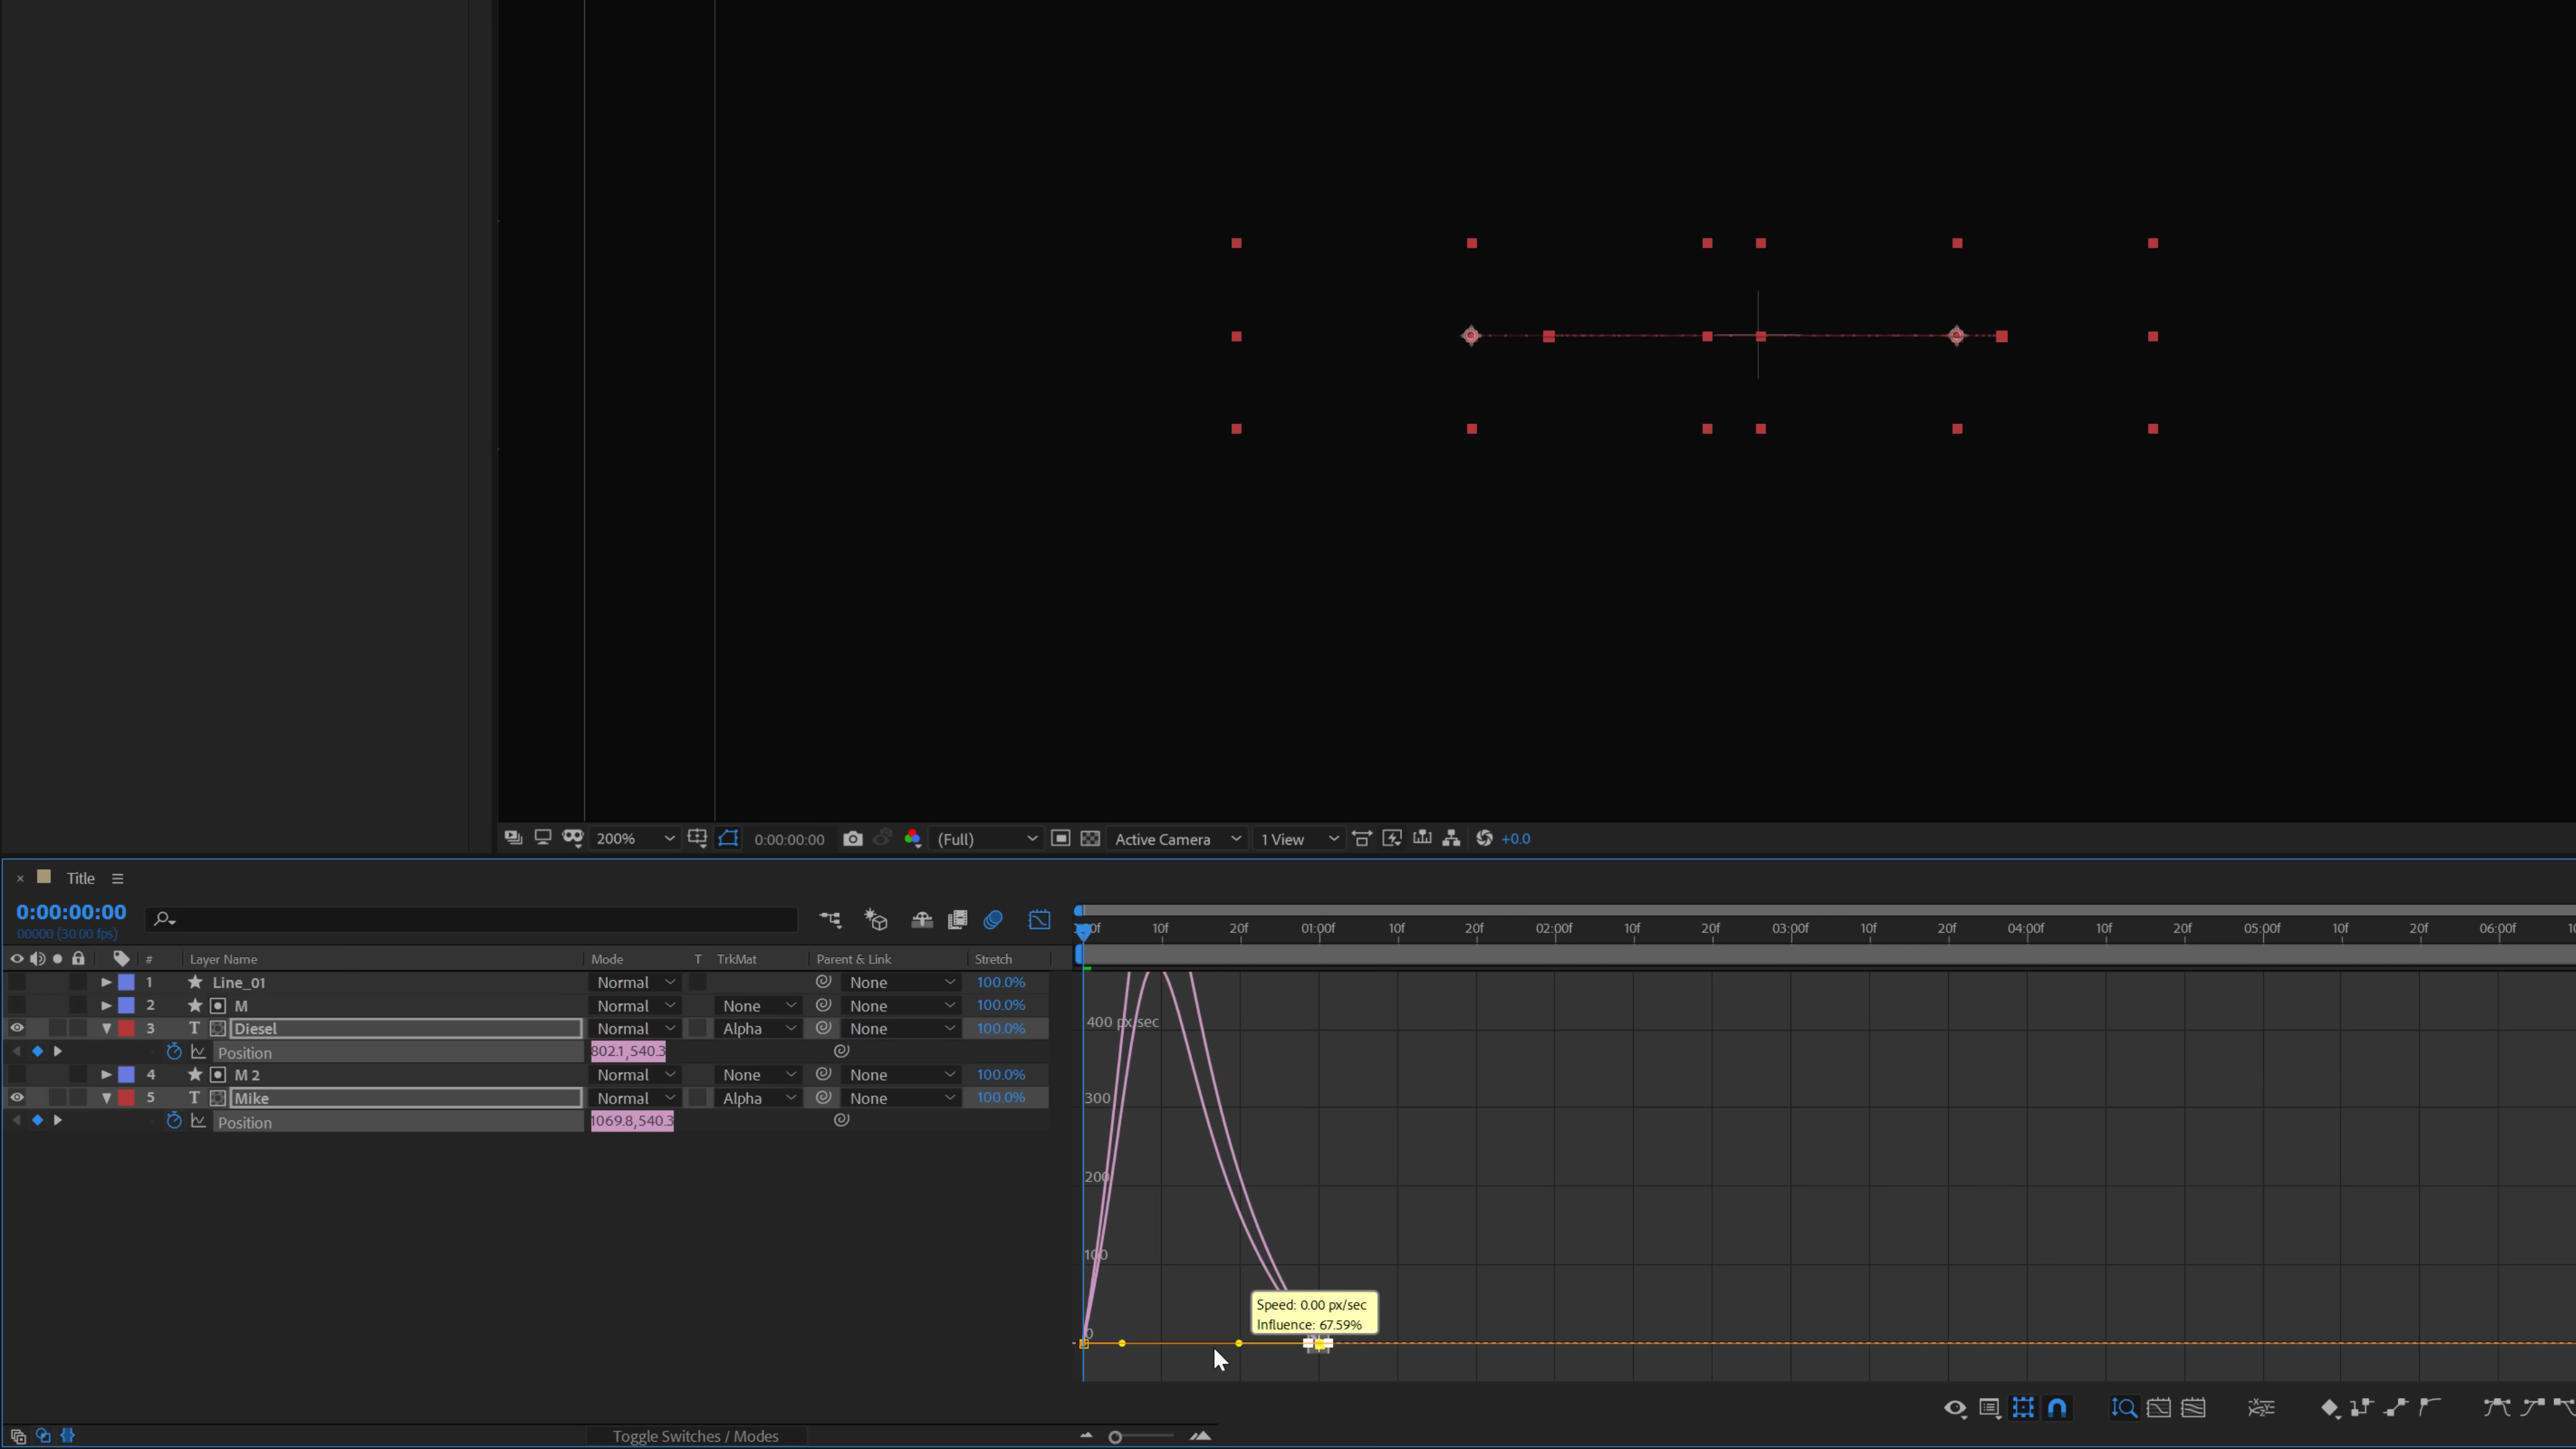 200%
0:00:00:00
(Full)
Active Camera
1 View
+0.0
× Title
0:00:00:00
00000 (30.00 fps)
10f 20f 01:00f 10f 20f 02:00f 10f 20f 03:00f 10f 20f 04:00f 10f 20f 05:00f 10f 20f 06:00f
# Layer Name Mode T TrkMat Parent & Link Stretch
1 Line_01 Normal None 100.0%
2 M Normal None None 100.0%
3 T Diesel Normal Alpha None 100.0%
Position 802.1,540.3
4 M 2 Normal None None 100.0%
5 T Mike Normal Alpha None 100.0%
Position 1069.8,540.3
400 px/sec
300
200
100
0
Speed: 0.00 px/sec
Influence: 67.59%
Toggle Switches / Modes